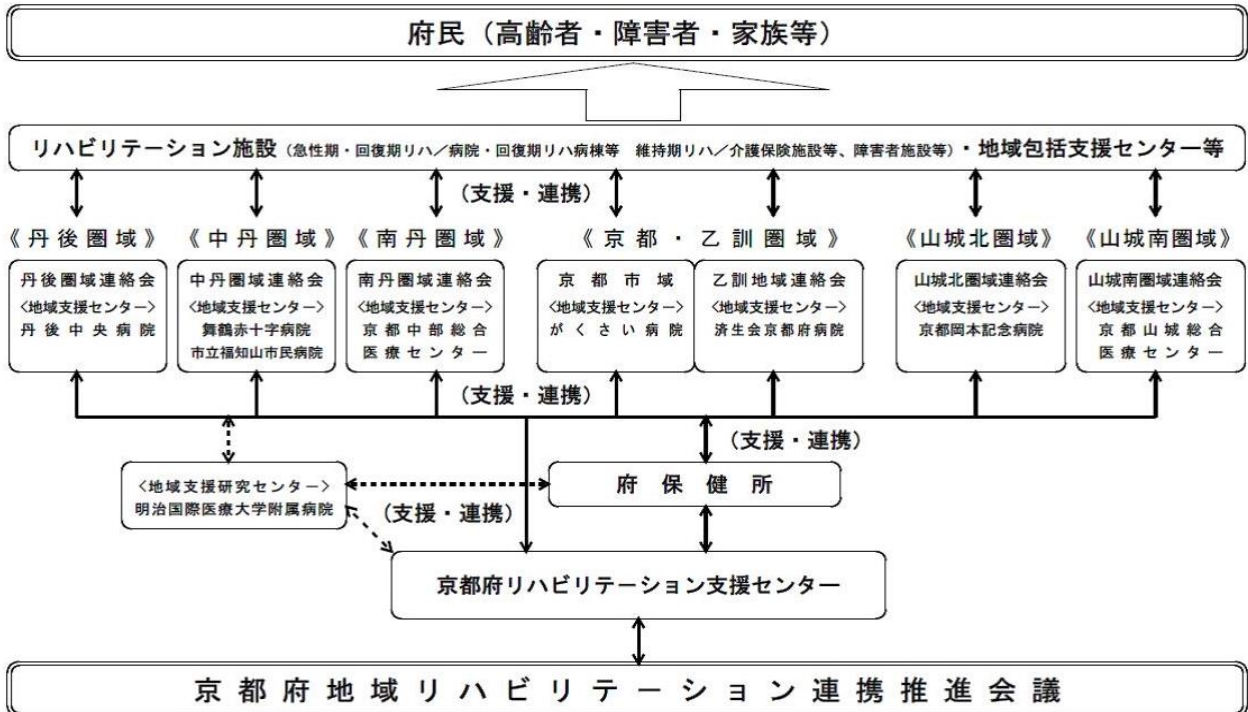 府民（高齢者・障害者・家族等）
リハビリテーション施設（急性期・回復期リハ／病院・回復期リハ病棟等　維持期リハ／介護保険施設等、障害者施設等）・地域包括支援センター等
（支援・連携）
《丹後圏域》
《中丹圏域》
《南丹圏域》
《京都・乙訓圏域》
《山城北圏域》
《山城南圏域》
丹後圏域連絡会
<地域支援センター>
丹後中央病院
中丹圏域連絡会
<地域支援センター>
舞鶴赤十字病院
市立福知山市民病院
南丹圏域連絡会
<地域支援センター>
京都中部総合
医療センター
京都市域
<地域支援センター>
がくさい病院
乙訓地域連絡会
<地域支援センター>
済生会京都府病院
山城北圏域連絡会
<地域支援センター>
京都岡本記念病院
山城南圏域連絡会
<地域支援センター>
京都山城総合
医療センター
（支援・連携）
（支援・連携）
<地域支援研究センター>
明治国際医療大学附属病院
府保健所
（支援・連携）
京都府リハビリテーション支援センター
京都府地域リハビリテーション連携推進会議